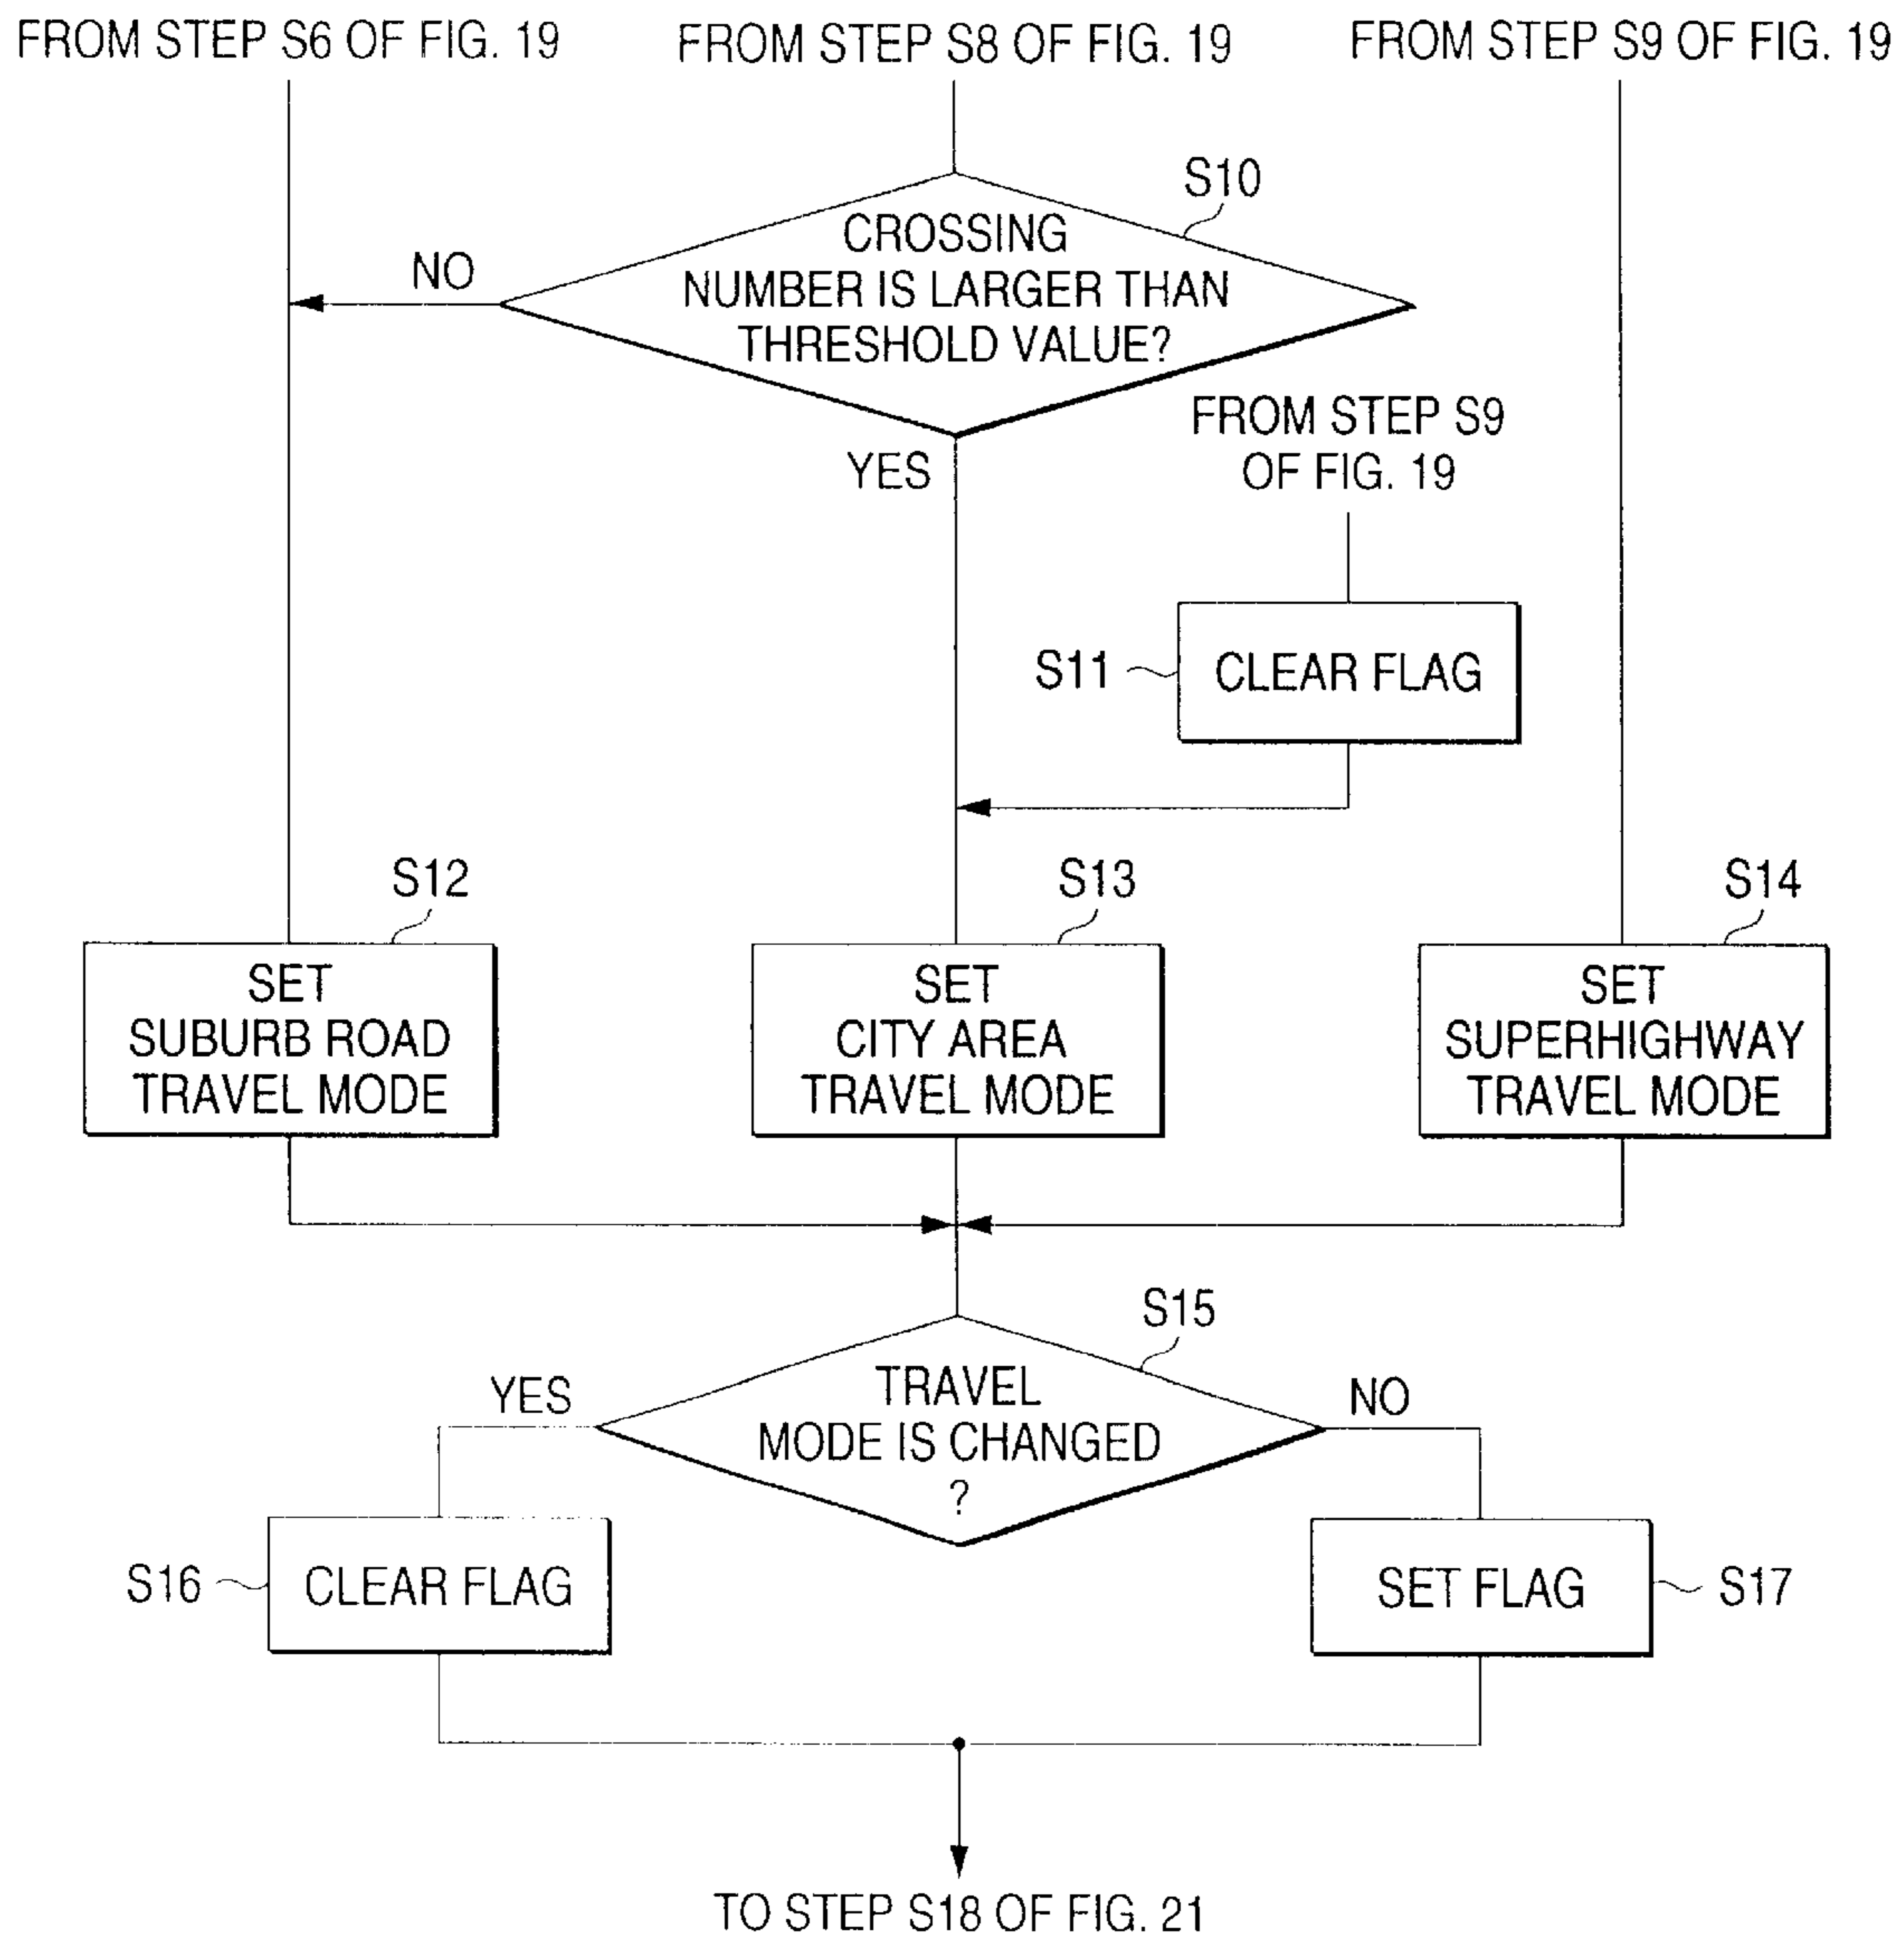 FROM STEP S6 OF FIG. 19
FROM STEP S8 OF FIG. 19
FROM STEP S9 OF FIG. 19
S10
CROSSING
NUMBER IS LARGER THAN
THRESHOLD VALUE?
NO
YES
FROM STEP S9
OF FIG. 19
S11
CLEAR FLAG
S12
SET
SUBURB ROAD
TRAVEL MODE
S13
SET
CITY AREA
TRAVEL MODE
S14
SET
SUPERHIGHWAY
TRAVEL MODE
S15
TRAVEL
MODE IS CHANGED
?
YES
NO
S16
CLEAR FLAG
SET FLAG
S17
TO STEP S18 OF FIG. 21